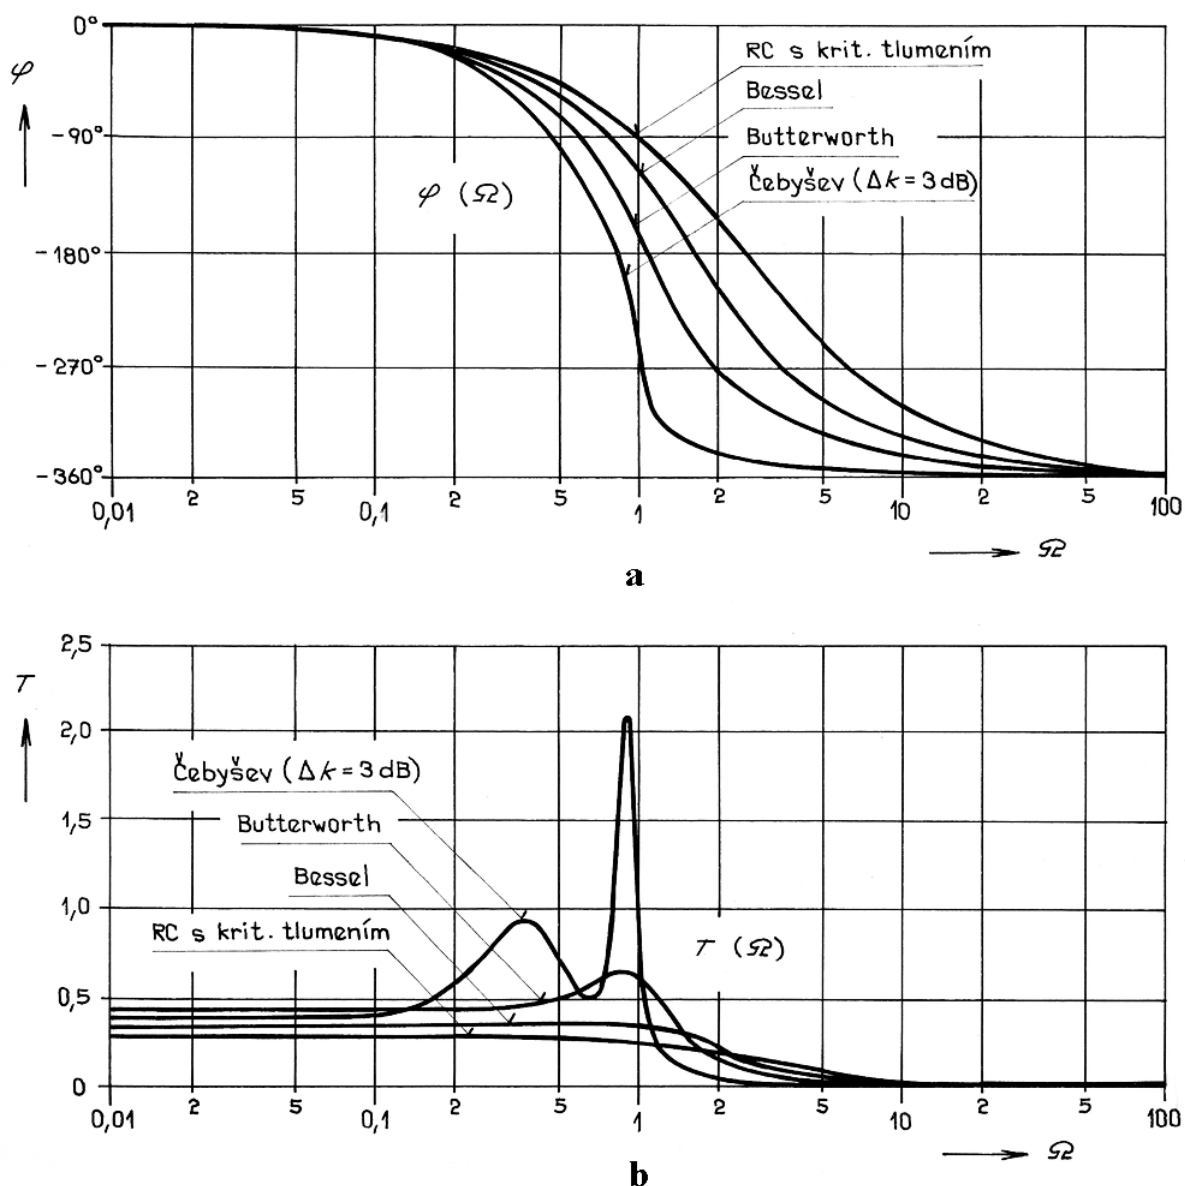 0°
φ
RC s krit. tlumením
Bessel
−90°
Butterworth
Čebyšev (Δk = 3 dB)
φ (Ω)
−180°
−270°
−360°
0,01 2 5 0,1 2 5 1 2 5 10 2 5 100
Ω
a
2,5
T
2,0
Čebyšev (Δk = 3 dB)
1,5
Butterworth
Bessel
1,0
RC s krit. tlumením
T (Ω)
0,5
0
0,01 2 5 0,1 2 5 1 2 5 10 2 5 100
Ω
b